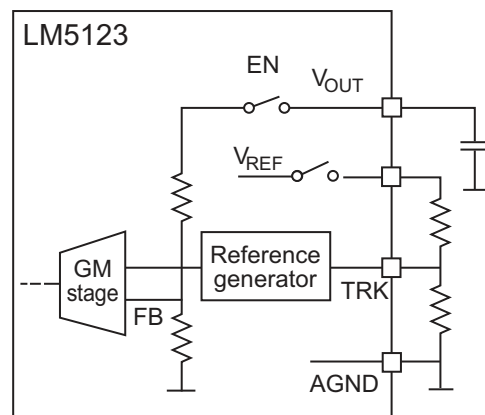 LM5123
EN
VOUT
VREF
GM
stage
FB
Reference
generator
TRK
AGND